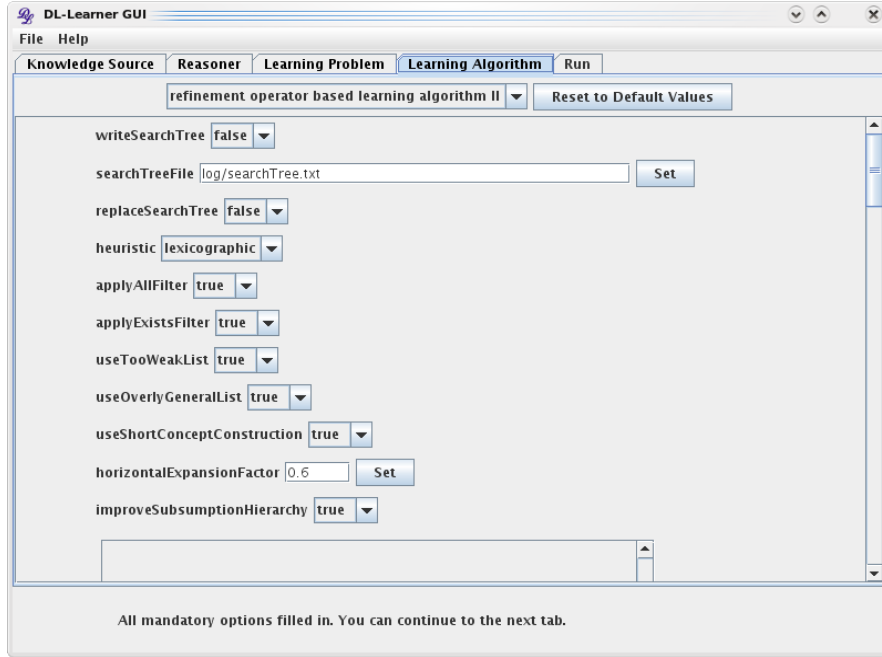 DL-Learner GUI
File Help
Knowledge Source Reasoner Learning Problem Learning Algorithm Run
refinement operator based learning algorithm II Reset to Default Values
writeSearchTree false
searchTreeFile log/searchTree.txt Set
replaceSearchTree false
heuristic lexicographic
applyAllFilter true
applyExistsFilter true
useTooWeakList true
useOverlyGeneralList true
useShortConceptConstruction true
horizontalExpansionFactor 0.6 Set
improveSubsumptionHierarchy true
All mandatory options filled in. You can continue to the next tab.